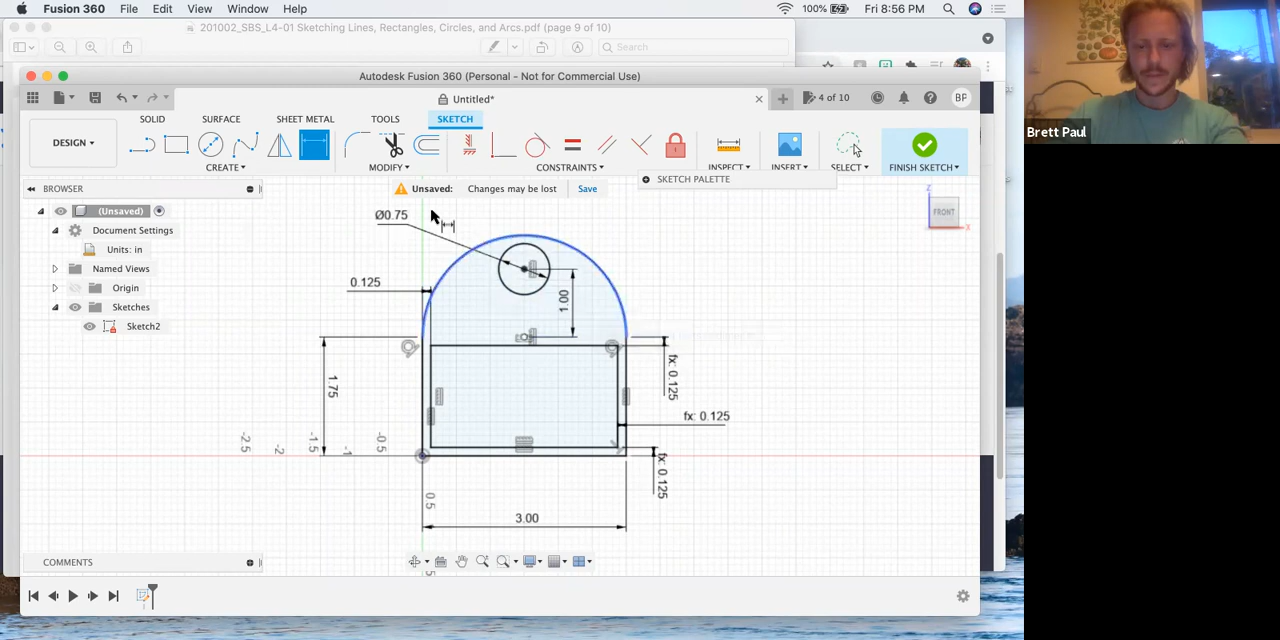 Fusion 360 File Edit View Window Help 100% Fri 8:56 PM
201002_SBS_L4-01 Sketching Lines, Rectangles, Circles, and Arcs.pdf (page 9 of 10)
Search
Autodesk Fusion 360 (Personal - Not for Commercial Use)
Untitled* 4 of 10 BP
SOLID SURFACE SHEET METAL TOOLS SKETCH
DESIGN
CREATE MODIFY CONSTRAINTS INSPECT INSERT SELECT FINISH SKETCH
SKETCH PALETTE
BROWSER
Unsaved: Changes may be lost Save
(Unsaved)
Document Settings
Units: in
Named Views
Origin
Sketches
Sketch2
Z
FRONT
X
Ø0.75
0.125
1.00
1.75
fx: 0.125
fx: 0.125
fx: 0.125
-2.5 -2 -1.5 -1 -0.5
0.5
3.00
5
COMMENTS
Brett Paul